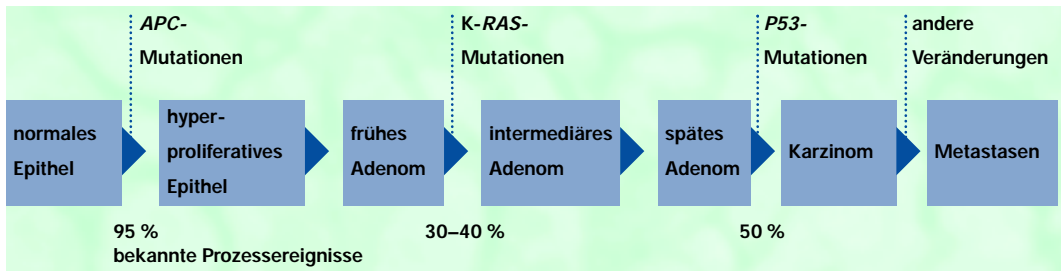 APC-
Mutationen
K-RAS-
Mutationen
P53-
Mutationen
andere
Veränderungen
normales
Epithel
hyper-
proliferatives
Epithel
frühes
Adenom
intermediäres
Adenom
spätes
Adenom
Karzinom
Metastasen
95 %
bekannte Prozessereignisse
30–40 %
50 %